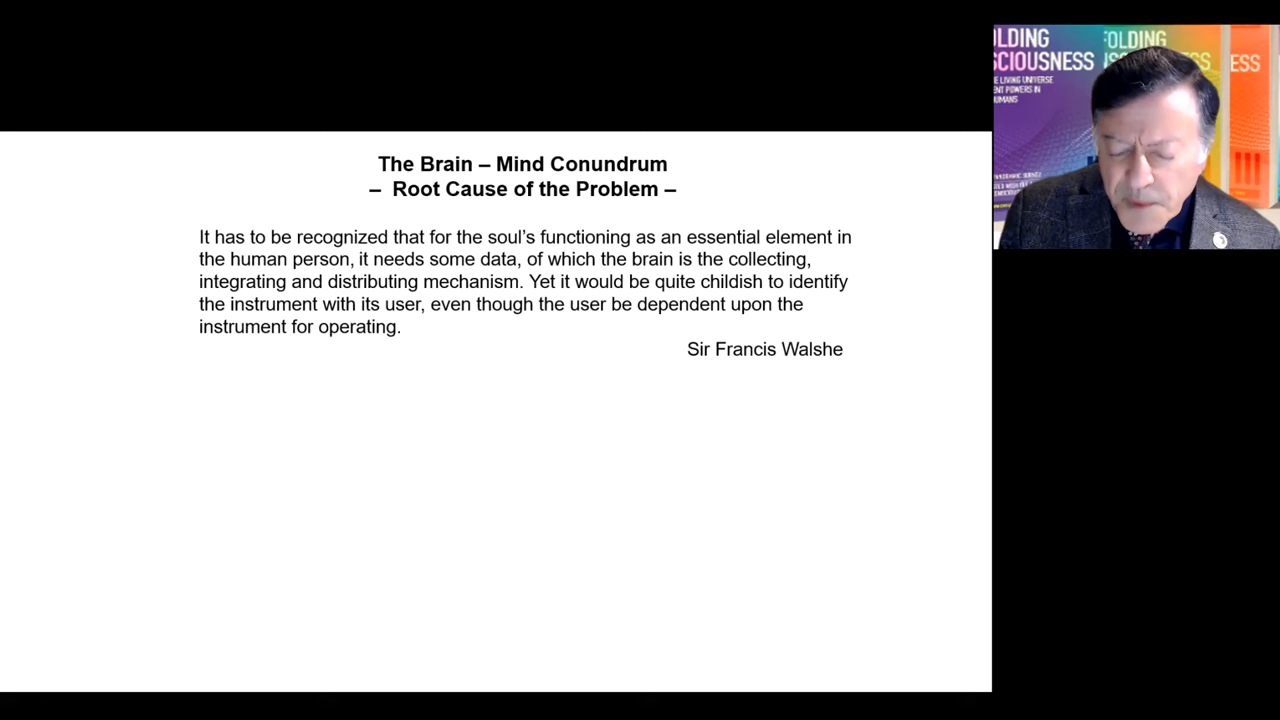 The Brain – Mind Conundrum
– Root Cause of the Problem –
It has to be recognized that for the soul’s functioning as an essential element in
the human person, it needs some data, of which the brain is the collecting,
integrating and distributing mechanism. Yet it would be quite childish to identify
the instrument with its user, even though the user be dependent upon the
instrument for operating.
Sir Francis Walshe
OLDING
SCIOUSNESS
E LIVING UNIVERSE
ENT POWERS IN
UMANS
FOLDING
ESS